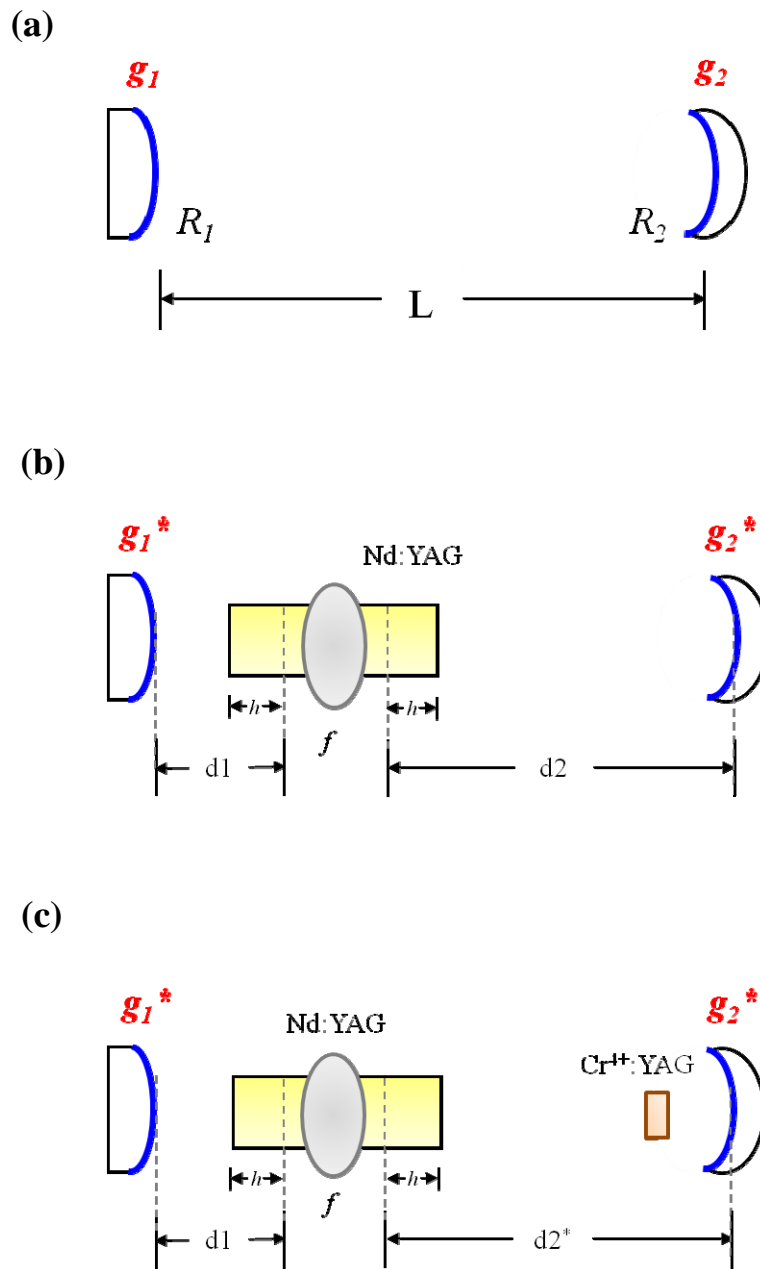 (a)
g1 g2
R1 R2
L
(b)
g1* g2*
Nd:YAG
h h
f
d1 d2
(c)
g1* g2*
Nd:YAG
Cr4+:YAG
h h
f
d1 d2*